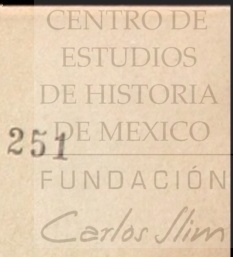 CENTRO DE
ESTUDIOS
DE HISTORIA
251
DE MEXICO
FUNDACIÓN
Carlos Slim